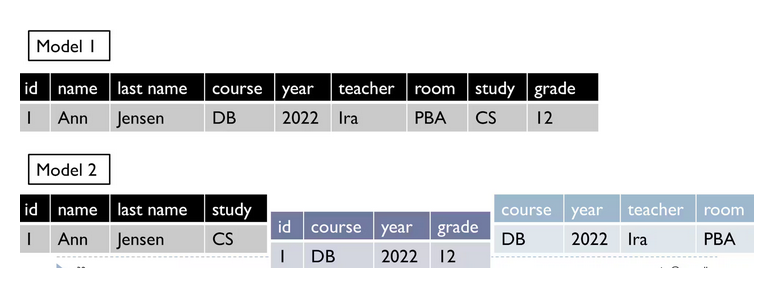 Model 1
id name last name course year teacher room study grade
1 Ann Jensen DB 2022 Ira PBA CS 12
Model 2
id name last name study
1 Ann Jensen CS
id course year grade
1 DB 2022 12
course year teacher room
DB 2022 Ira PBA